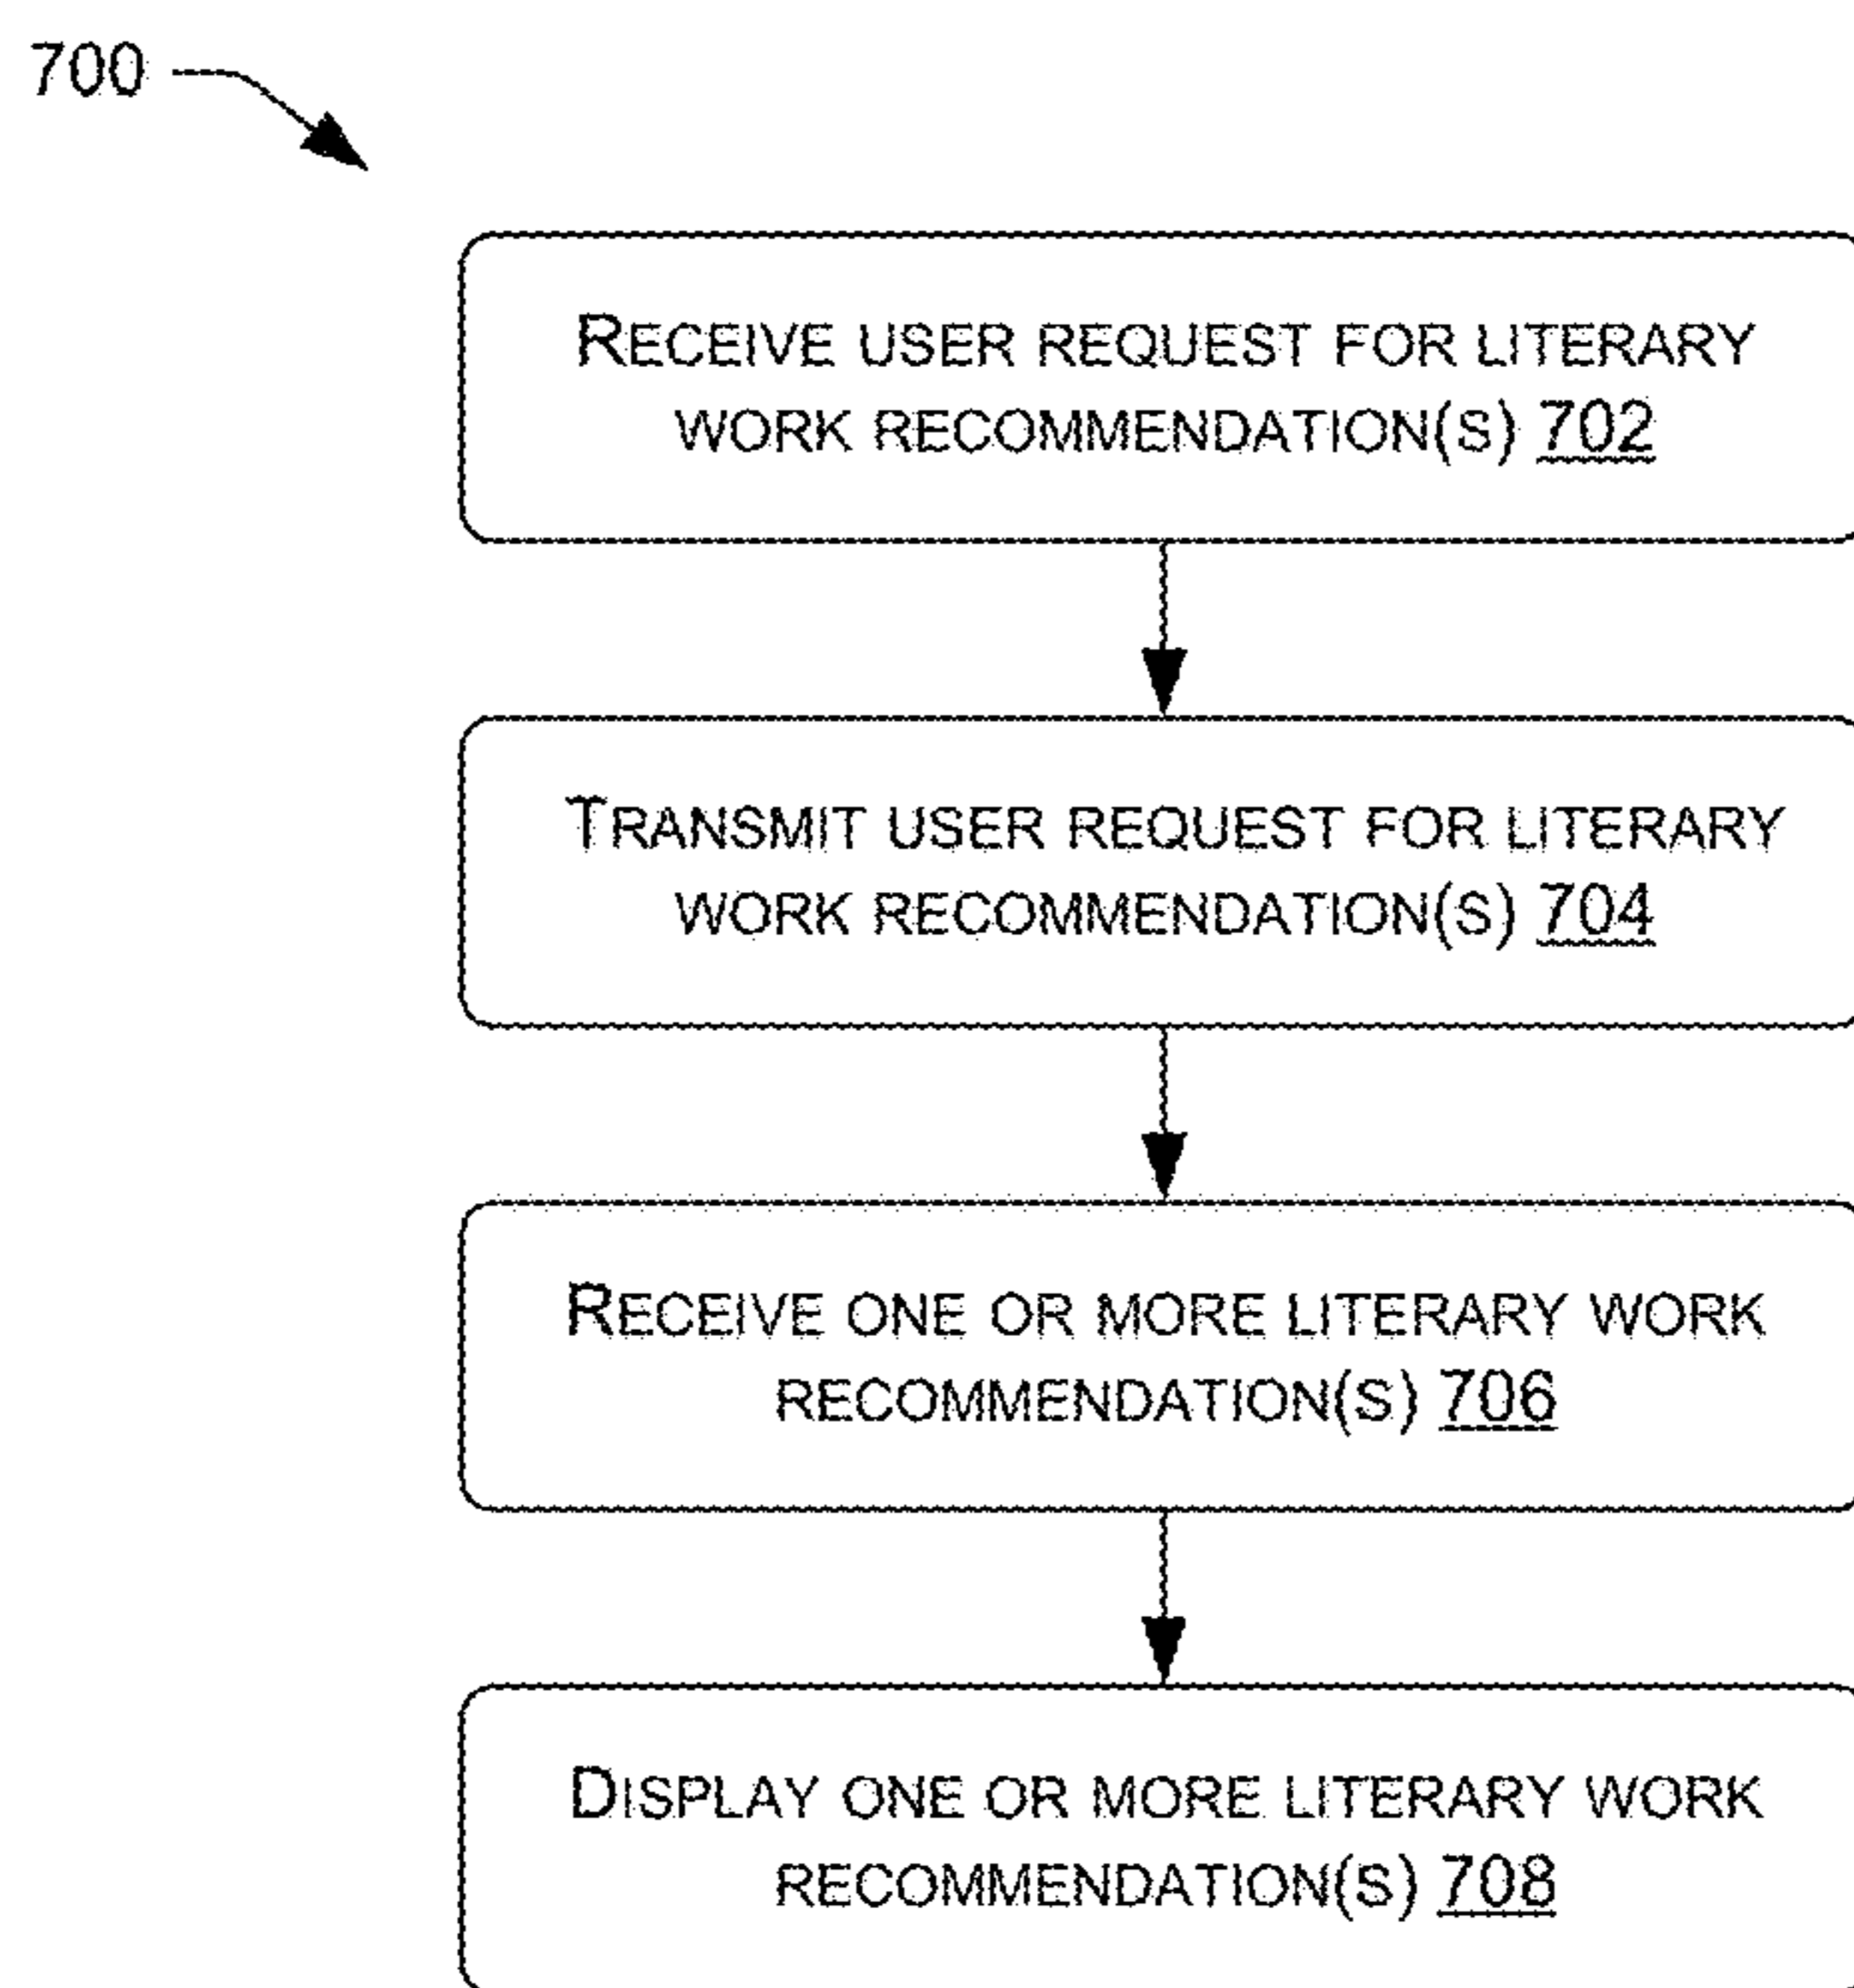 700
RECEIVE USER REQUEST FOR LITERARY
WORK RECOMMENDATION(S) 702
TRANSMIT USER REQUEST FOR LITERARY
WORK RECOMMENDATION(S) 704
RECEIVE ONE OR MORE LITERARY WORK
RECOMMENDATION(S) 706
DISPLAY ONE OR MORE LITERARY WORK
RECOMMENDATION(S) 708